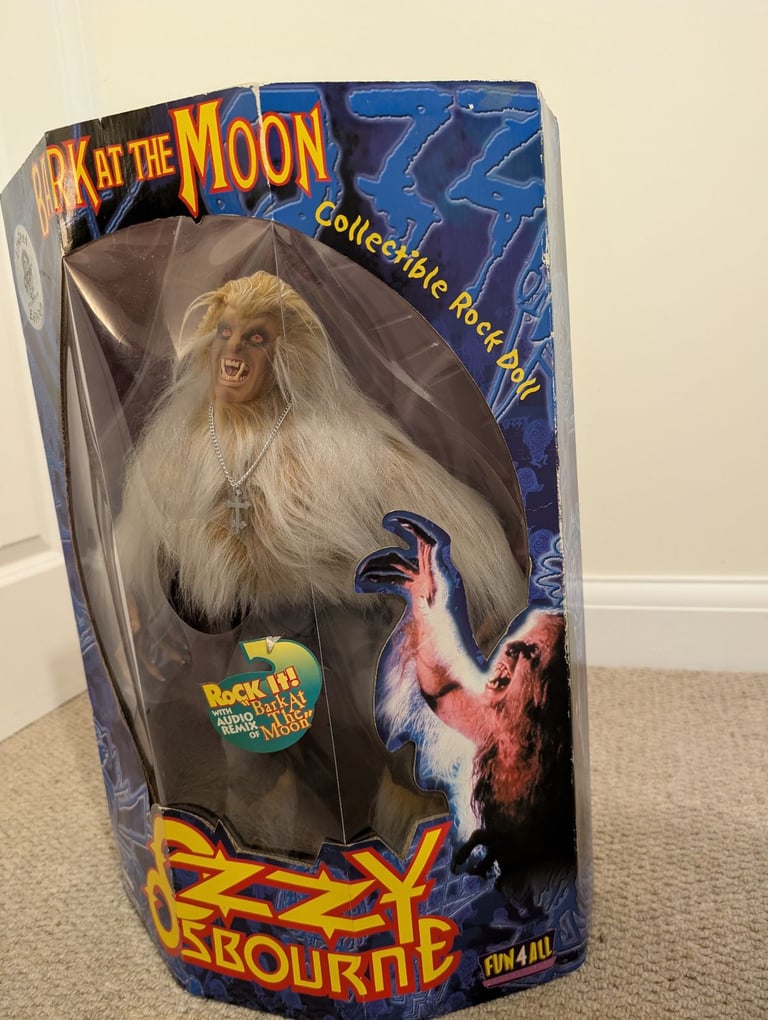 BARK AT THE MOON
Collectible Rock Doll
ROCK It!
WITH
AUDIO
REMIX
OF
"Bark At
The
Moon"
OZZY
OSBOURNE
FUN 4 ALL